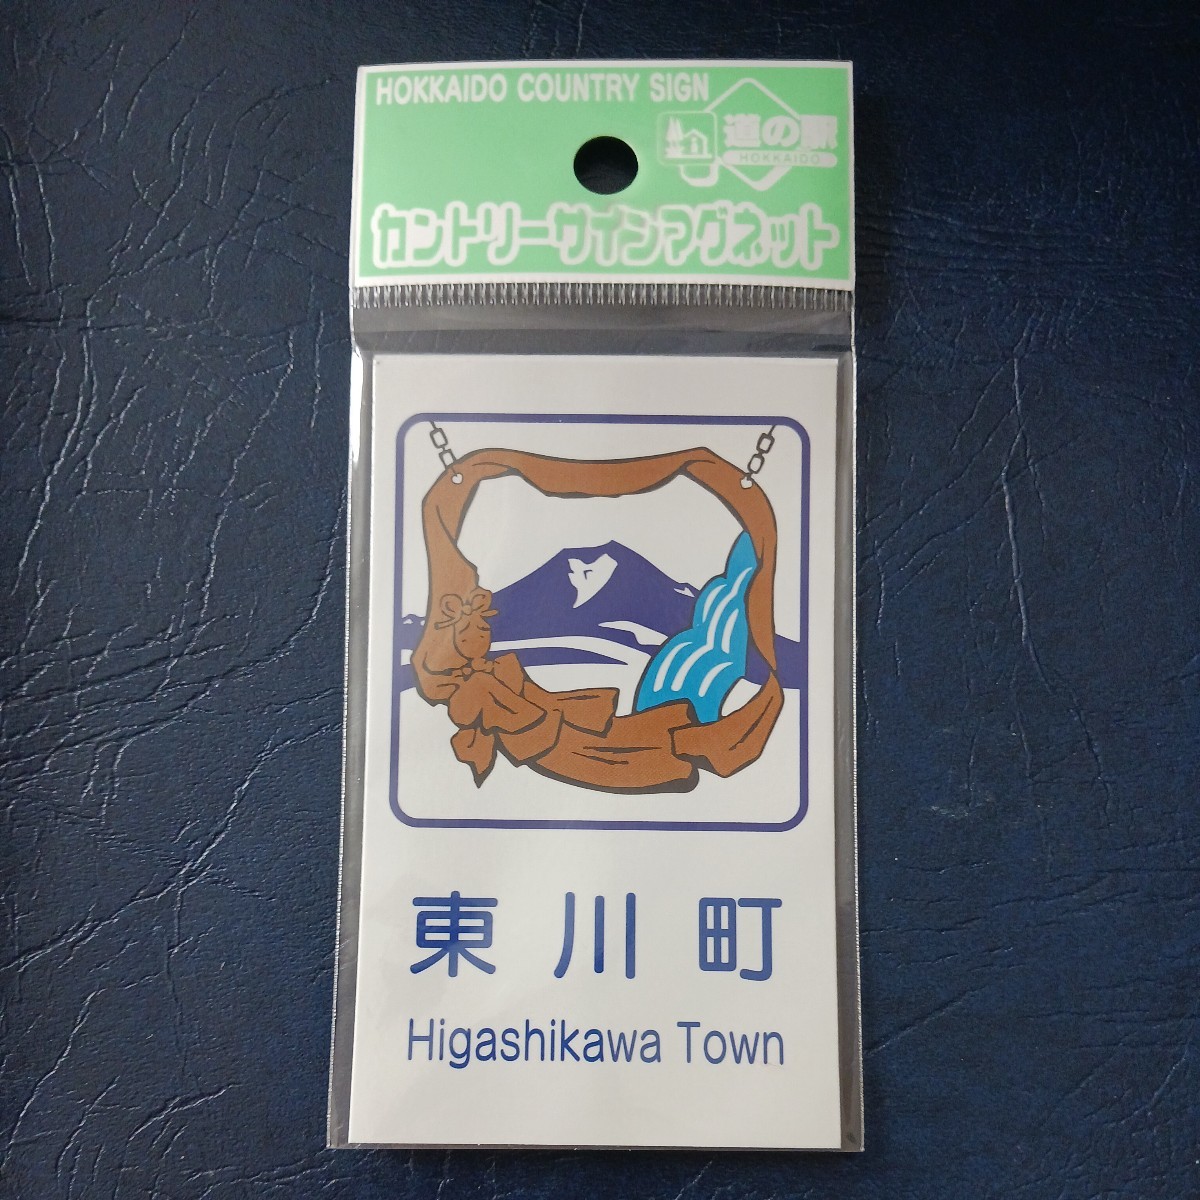 HOKKAIDO COUNTRY SIGN
道の駅
HOKKAIDO
カントリーサインマグネット
東川町
Higashikawa Town